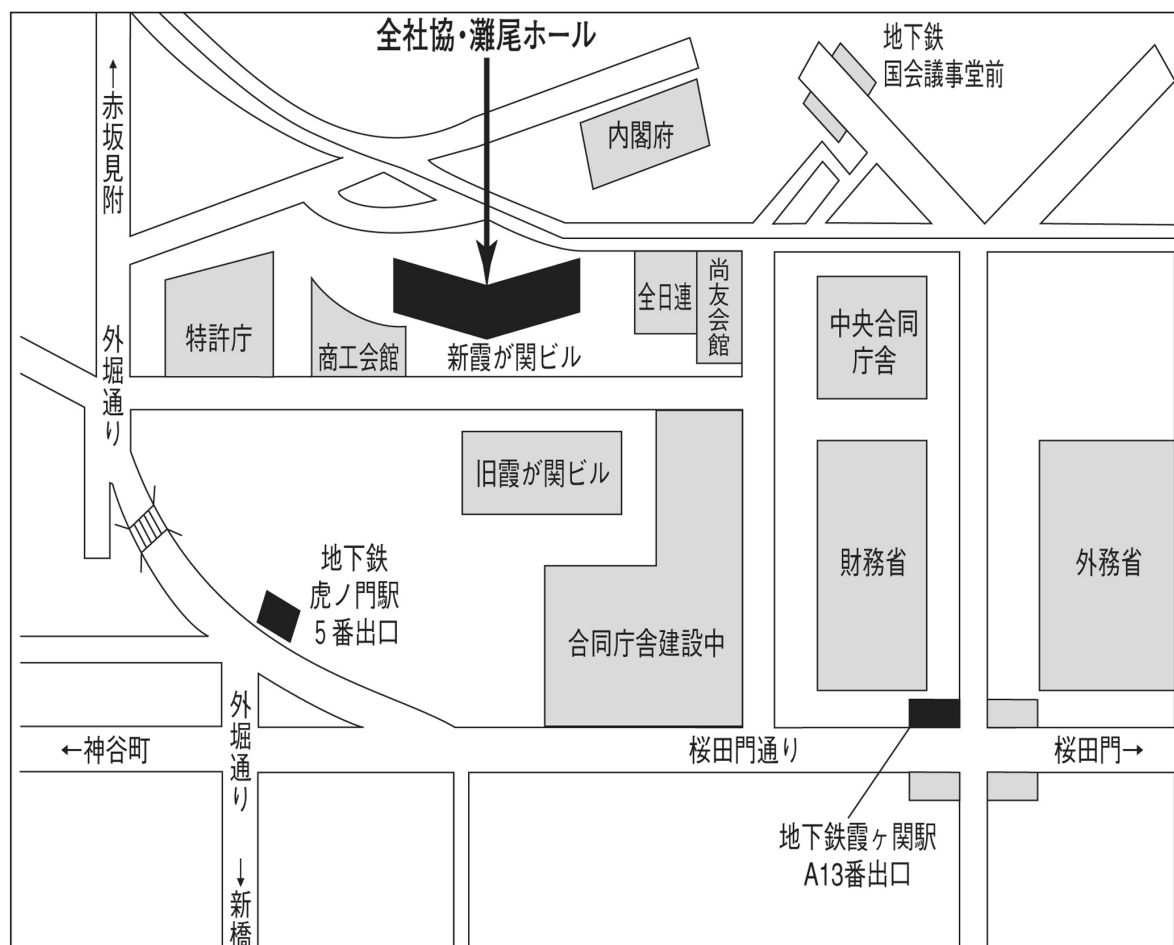 全社協・灘尾ホール
地下鉄
国会議事堂前
↑赤坂見附
内閣府
特許庁
商工会館
新霞が関ビル
全日連
尚友会館
中央合同
庁舎
外堀通り
旧霞が関ビル
地下鉄
虎ノ門駅
5番出口
合同庁舎建設中
財務省
外務省
←神谷町
外堀通り
桜田門通り
桜田門→
地下鉄霞ヶ関駅
A13番出口
↓新橋